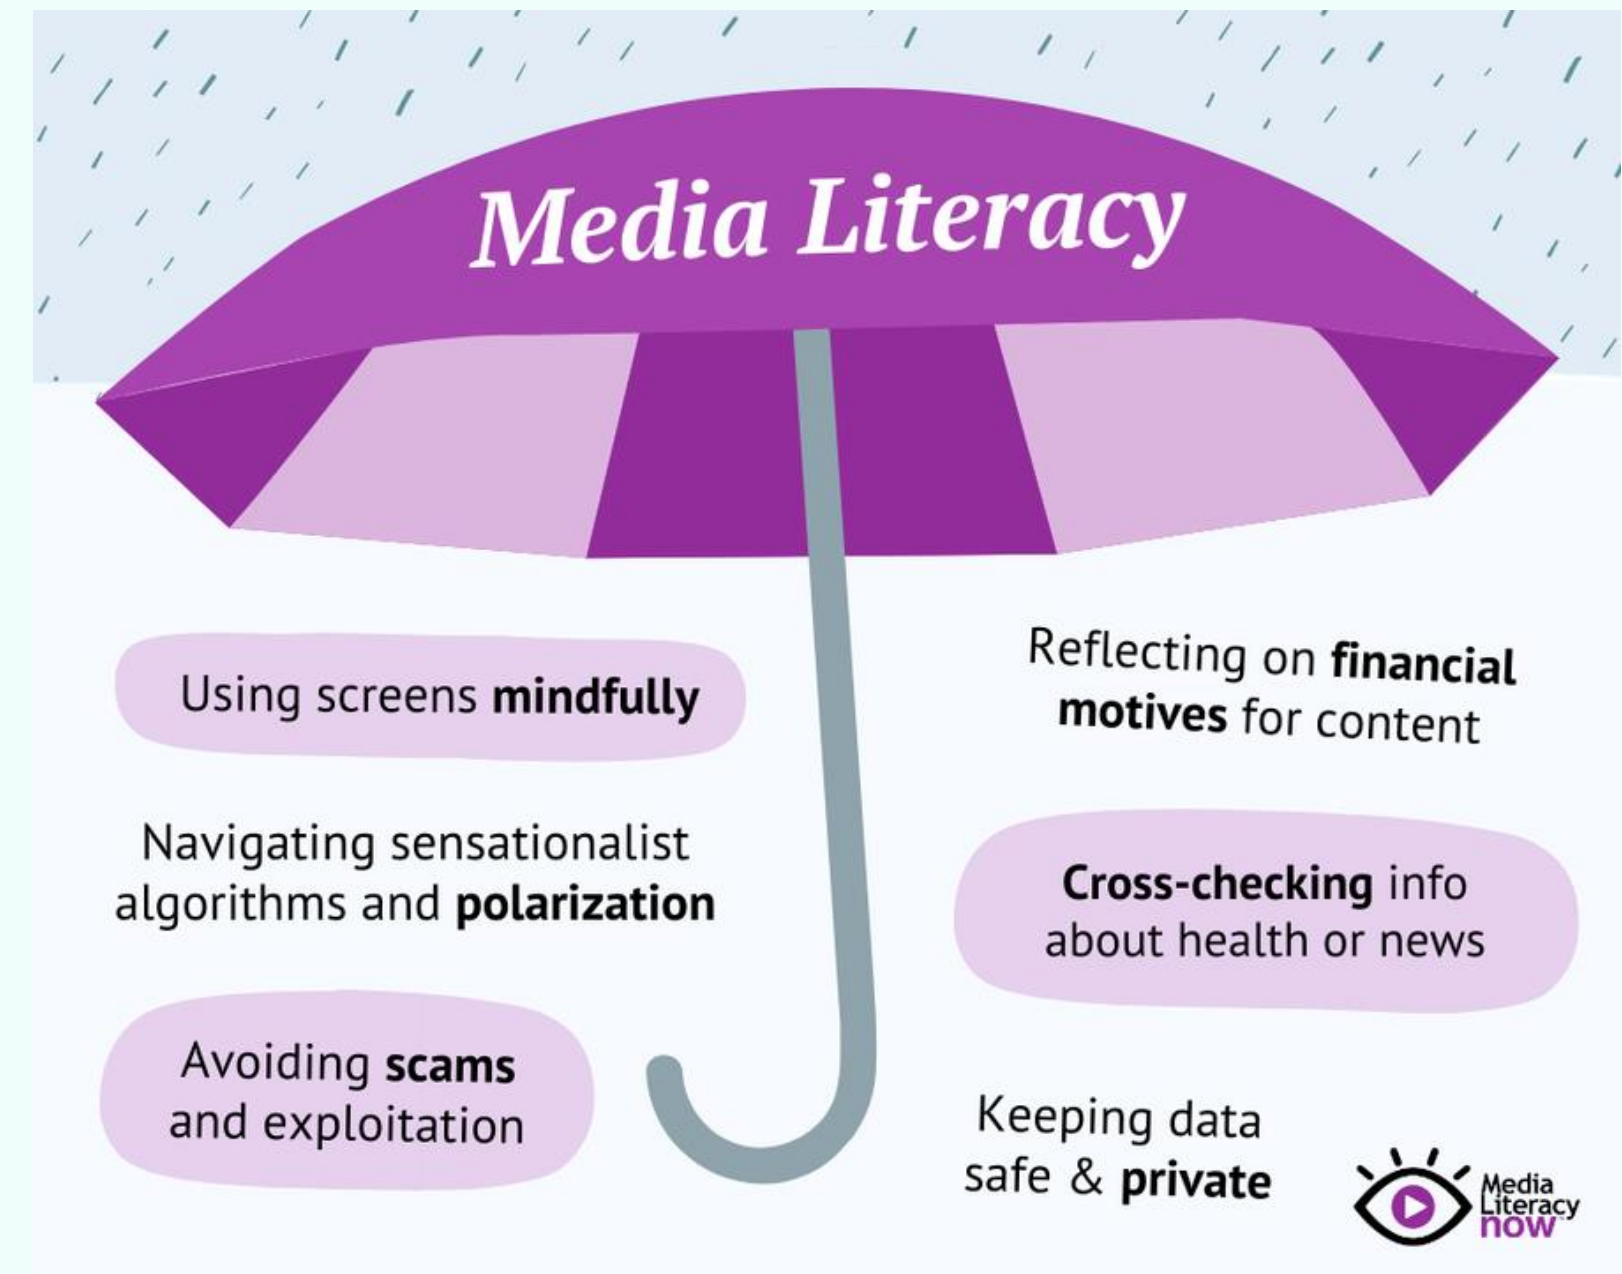 Media Literacy
Using screens mindfully
Navigating sensationalist
algorithms and polarization
Avoiding scams
and exploitation
Reflecting on financial
motives for content
Cross-checking info
about health or news
Keeping data
safe & private
Media
Literacy
now